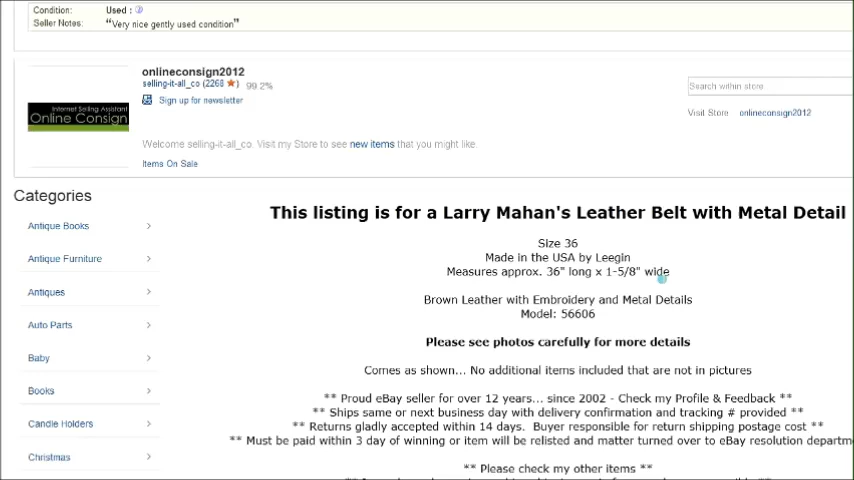 Condition: Used :
Seller Notes: “Very nice gently used condition”
onlineconsign2012
selling-it-all_co (2268 ) 99.2%
Sign up for newsletter
Internet Selling Assistant
Online Consign
Search within store
Visit Store onlineconsign2012
Welcome selling-it-all_co. Visit my Store to see new items that you might like.
Items On Sale
Categories
Antique Books
Antique Furniture
Antiques
Auto Parts
Baby
Books
Candle Holders
Christmas
This listing is for a Larry Mahan's Leather Belt with Metal Detail
Size 36
Made in the USA by Leegin
Measures approx. 36" long x 1-5/8" wide
Brown Leather with Embroidery and Metal Details
Model: 56606
Please see photos carefully for more details
Comes as shown... No additional items included that are not in pictures
** Proud eBay seller for over 12 years... since 2002 - Check my Profile & Feedback **
** Ships same or next business day with delivery confirmation and tracking # provided **
** Returns gladly accepted within 14 days. Buyer responsible for return shipping postage cost **
** Must be paid within 3 day of winning or item will be relisted and matter turned over to eBay resolution departm
** Please check my other items **